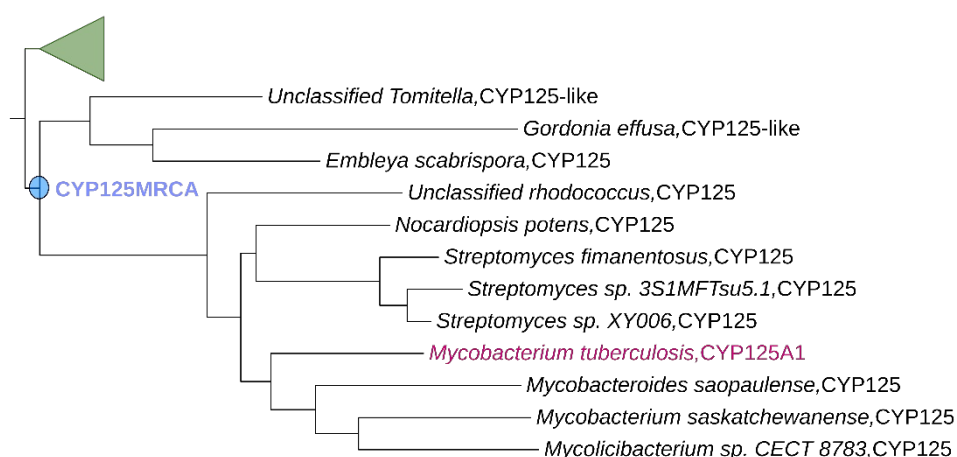 Unclassified Tomitella,CYP125-like
Gordonia effusa,CYP125-like
Embleya scabrispora,CYP125
CYP125MRCA
Unclassified rhodococcus,CYP125
Nocardiopsis potens,CYP125
Streptomyces fimanentosus,CYP125
Streptomyces sp. 3S1MFTsu5.1,CYP125
Streptomyces sp. XY006,CYP125
Mycobacterium tuberculosis,CYP125A1
Mycobacteroides saopaulense,CYP125
Mycobacterium saskatchewanense,CYP125
Mycolicibacterium sp. CECT 8783,CYP125